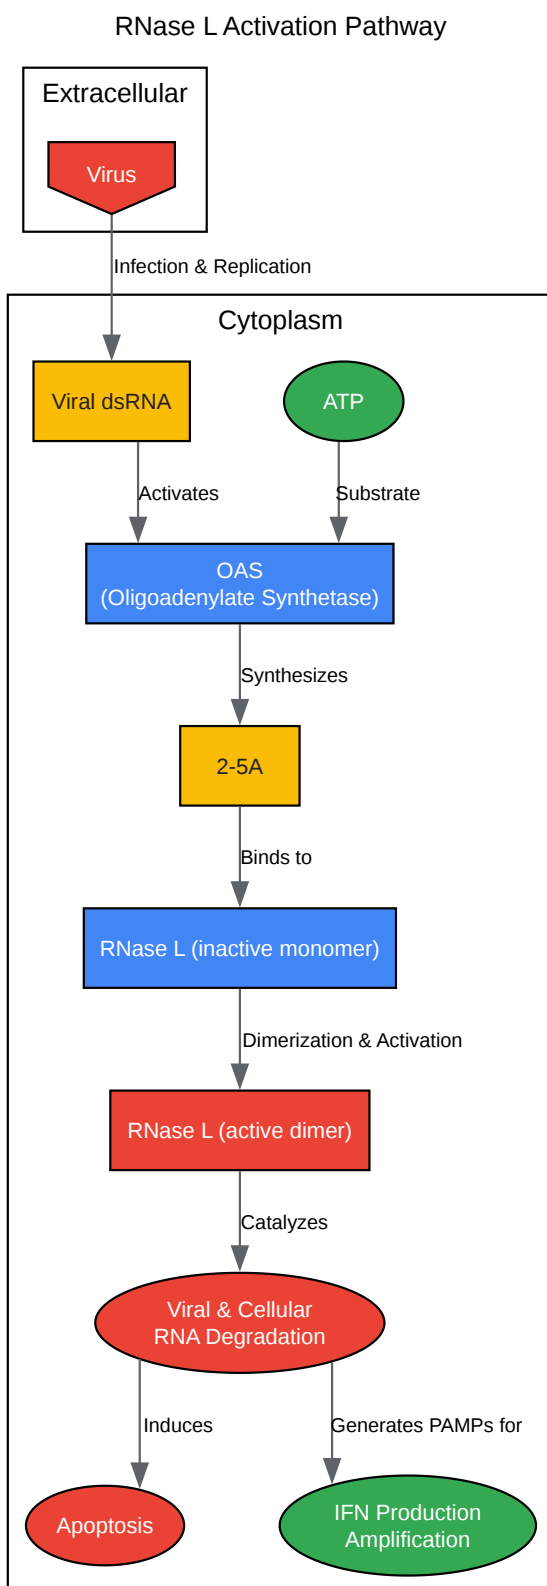 RNase L Activation Pathway
Extracellular
Virus
Infection & Replication
Cytoplasm
Viral dsRNA
ATP
Activates
Substrate
OAS
(Oligoadenylate Synthetase)
Synthesizes
2-5A
Binds to
RNase L (inactive monomer)
Dimerization & Activation
RNase L (active dimer)
Catalyzes
Viral & Cellular
RNA Degradation
Induces
Generates PAMPs for
Apoptosis
IFN Production
Amplification